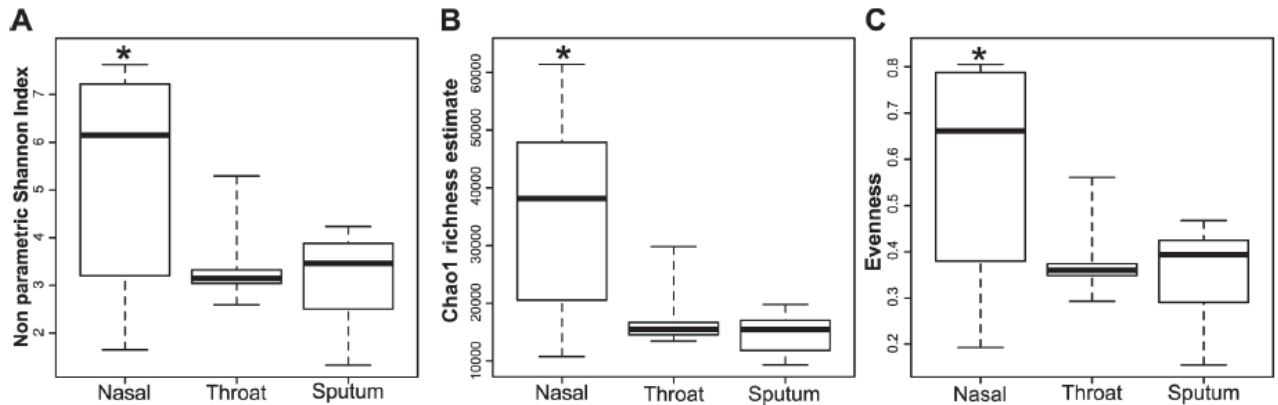 A
Non parametric Shannon Index
7
6
5
4
3
2
*
Nasal
Throat
Sputum
B
Chao1 richness estimate
60000
50000
40000
30000
20000
10000
*
Nasal
Throat
Sputum
C
Evenness
0.8
0.7
0.6
0.5
0.4
0.3
0.2
*
Nasal
Throat
Sputum